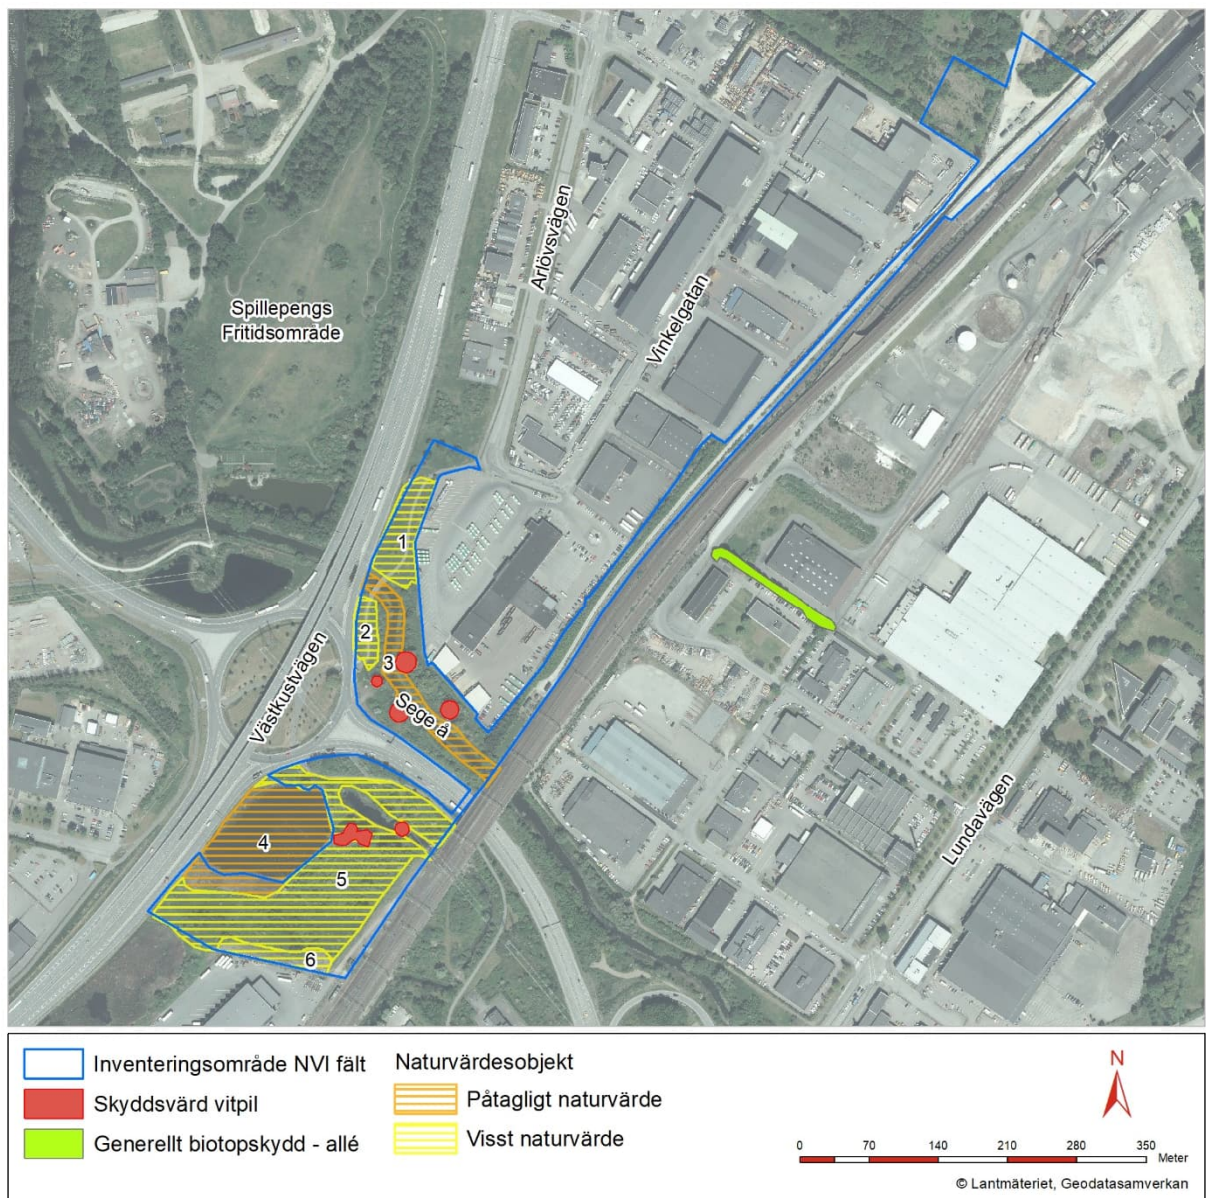 Arlövsvägen
Vinkelgatan
Spillepengs
Fritidsområde
1
2
3
Sege å
Västkustvägen
4
5
6
Lundavägen
Inventeringsområde NVI fält
Skyddsvärd vitpil
Generellt biotopskydd - allé
Naturvärdesobjekt
Påtagligt naturvärde
Visst naturvärde
N
0 70 140 210 280 350
Meter
© Lantmäteriet, Geodatasamverkan